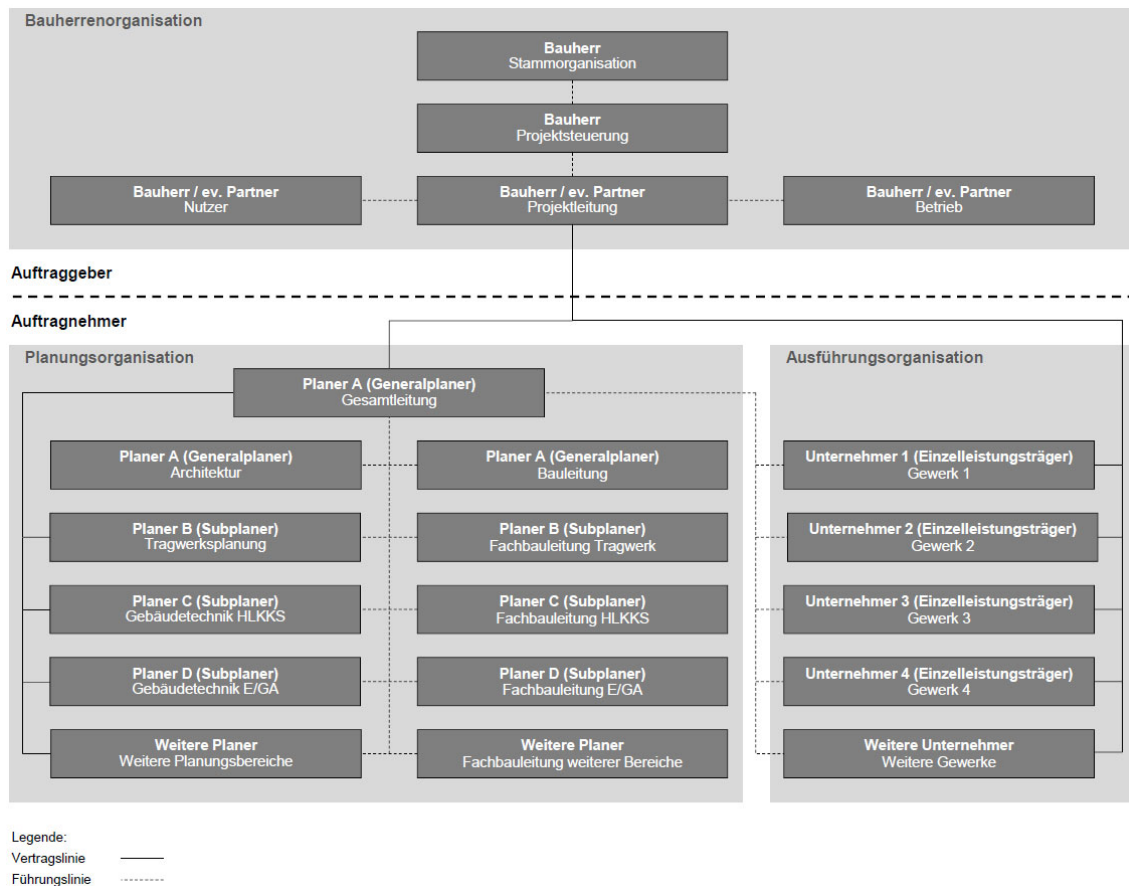 Bauherrenorganisation
Bauherr
Stammorganisation
Bauherr
Projektsteuerung
Bauherr / ev. Partner
Nutzer
Bauherr / ev. Partner
Projektleitung
Bauherr / ev. Partner
Betrieb
Auftraggeber
Auftragnehmer
Planungsorganisation
Planer A (Generalplaner)
Gesamtleitung
Planer A (Generalplaner)
Architektur
Planer A (Generalplaner)
Bauleitung
Planer B (Subplaner)
Tragwerksplanung
Planer B (Subplaner)
Fachbauleitung Tragwerk
Planer C (Subplaner)
Gebäudetechnik HLKKS
Planer C (Subplaner)
Fachbauleitung HLKKS
Planer D (Subplaner)
Gebäudetechnik E/GA
Planer D (Subplaner)
Fachbauleitung E/GA
Weitere Planer
Weitere Planungsbereiche
Weitere Planer
Fachbauleitung weiterer Bereiche
Ausführungsorganisation
Unternehmer 1 (Einzelleistungsträger)
Gewerk 1
Unternehmer 2 (Einzelleistungsträger)
Gewerk 2
Unternehmer 3 (Einzelleistungsträger)
Gewerk 3
Unternehmer 4 (Einzelleistungsträger)
Gewerk 4
Weitere Unternehmer
Weitere Gewerke
Legende:
Vertragslinie
Führungslinie